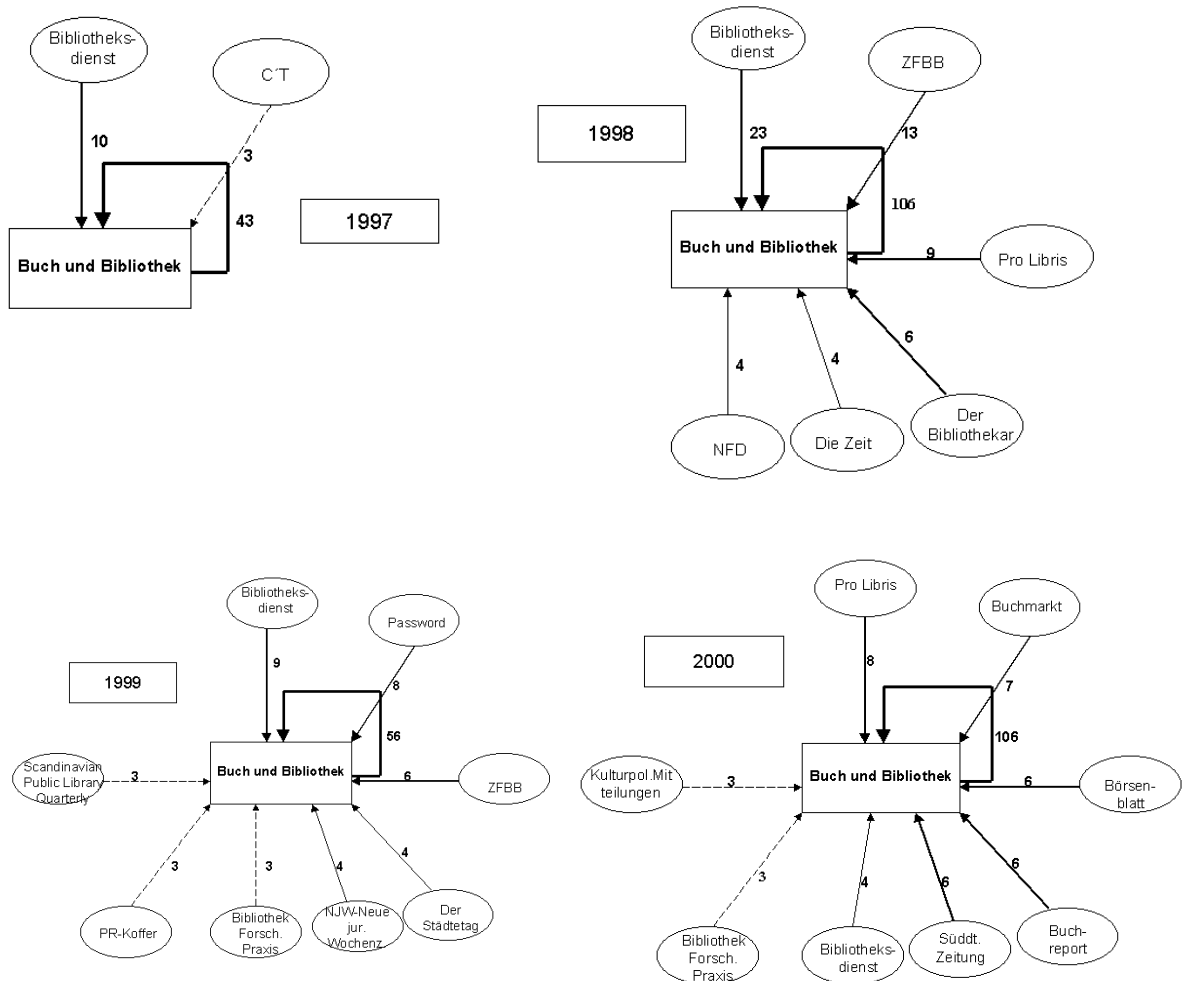 Bibliotheks-
dienst
C´T
10
3
43
Buch und Bibliothek
1997
Bibliotheks-
dienst
ZFBB
1998
23
13
106
Buch und Bibliothek
9
Pro Libris
4
4
6
NFD
Die Zeit
Der
Bibliothekar
Bibliotheks-
dienst
Password
1999
9
8
56
Buch und Bibliothek
Scandinavian
Public Library
Quarterly
3
6
ZFBB
3
3
4
4
PR-Koffer
Bibliothek
Forsch.
Praxis
NJW-Neue
jur.
Wochenz.
Der
Städtetag
Pro Libris
Buchmarkt
2000
8
7
106
Buch und Bibliothek
Kulturpol.Mit
teilungen
3
6
Börsen-
blatt
3
4
6
6
Bibliothek
Forsch.
Praxis
Bibliotheks-
dienst
Süddt.
Zeitung
Buch-
report